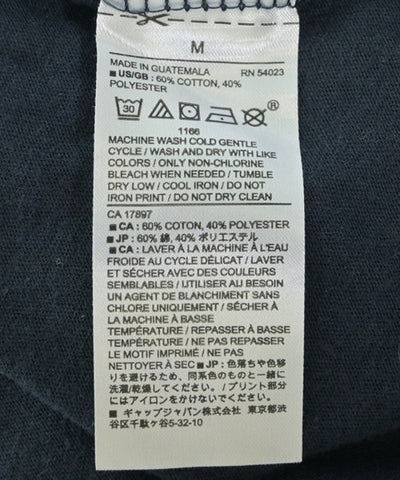 M
MADE IN GUATEMALA RN 54023
■ US/GB : 60% COTTON, 40%
POLYESTER
30
1166
MACHINE WASH COLD GENTLE
CYCLE / WASH AND DRY WITH LIKE
COLORS / ONLY NON-CHLORINE
BLEACH WHEN NEEDED / TUMBLE
DRY LOW / COOL IRON / DO NOT
IRON PRINT / DO NOT DRY CLEAN
CA 17897
■ CA : 60% COTON, 40% POLYESTER
■ JP : 60% 綿, 40% ポリエステル
■ CA : LAVER À LA MACHINE À L'EAU
FROIDE AU CYCLE DÉLICAT / LAVER
ET SÉCHER AVEC DES COULEURS
SEMBLABLES / UTILISER AU BESOIN
UN AGENT DE BLANCHIMENT SANS
CHLORE UNIQUEMENT / SÉCHER À
LA MACHINE À BASSE
TEMPÉRATURE / REPASSER À BASSE
TEMPÉRATURE / NE PAS REPASSER
LE MOTIF IMPRIMÉ / NE PAS
NETTOYER À SEC ■ JP : 色落ちや色移
りを避けるため、同系色のものと一緒に
洗濯/乾燥してください。 / プリント部分に
はアイロンをかけないでください。
■ ギャップジャパン株式会社 東京都渋
谷区千駄ヶ谷5-32-10